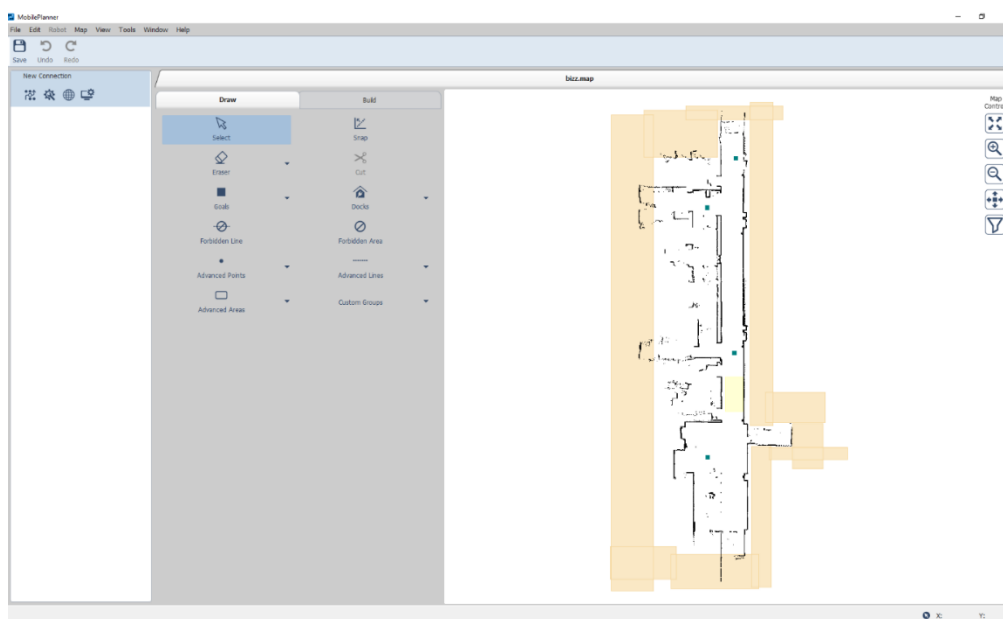 MobilePlanner
File Edit Robot Map View Tools Window Help
Save Undo Redo
New Connection
bizz.map
Draw Build
Select Snap
Eraser Cut
Goals Docks
Forbidden Line Forbidden Area
Advanced Points Advanced Lines
Advanced Areas Custom Groups
Map
Contro
X: Y: